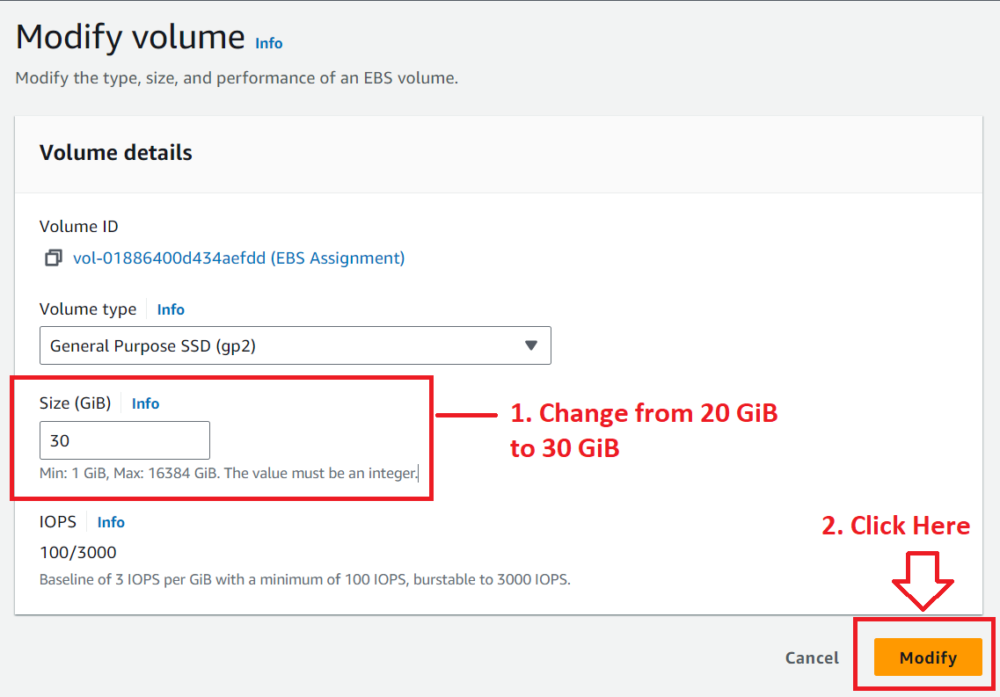 Modify volume Info
Modify the type, size, and performance of an EBS volume.
Volume details
Volume ID
vol-01886400d434aefdd (EBS Assignment)
Volume type Info
General Purpose SSD (gp2)
Size (GiB) Info
30
Min: 1 GiB, Max: 16384 GiB. The value must be an integer.
1. Change from 20 GiB
to 30 GiB
IOPS Info
100/3000
Baseline of 3 IOPS per GiB with a minimum of 100 IOPS, burstable to 3000 IOPS.
2. Click Here
Cancel Modify